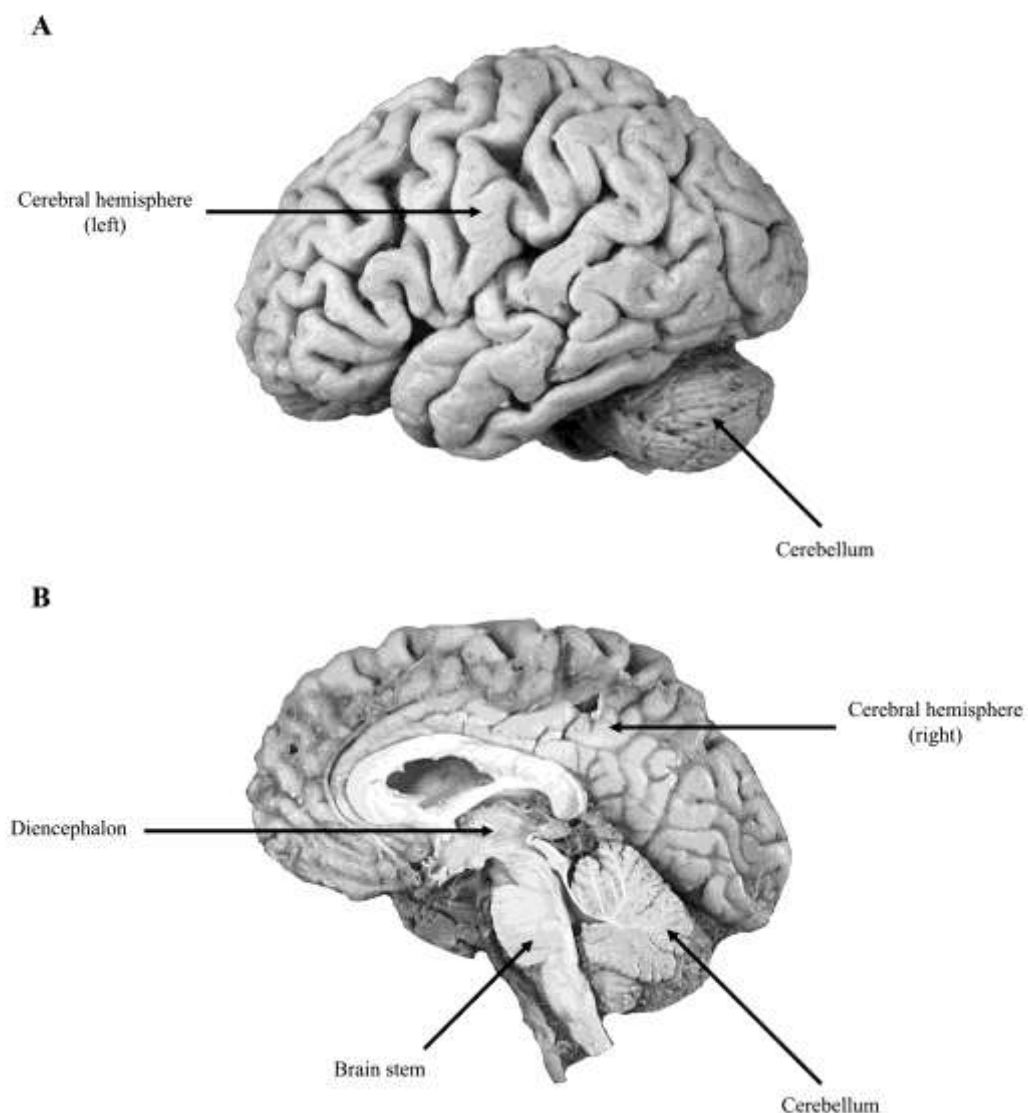 A
Cerebral hemisphere
(left)
Cerebellum
B
Cerebral hemisphere
(right)
Diencephalon
Brain stem
Cerebellum